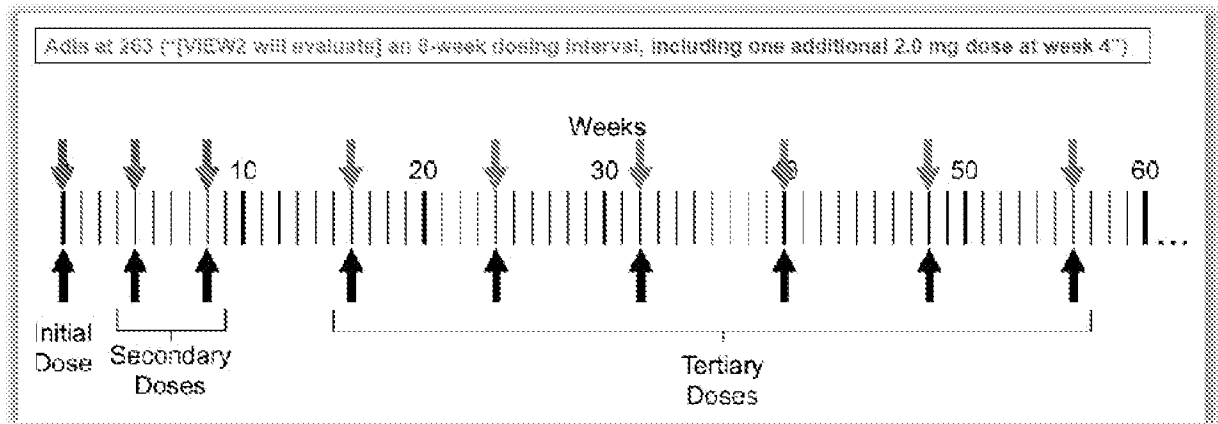 Adis at 263 ("[VIEW2 will evaluate] an 8-week dosing interval, including one additional 2.0 mg dose at week 4")
Weeks
10 20 30 50 60
...
Initial
Dose
Secondary
Doses
Tertiary
Doses